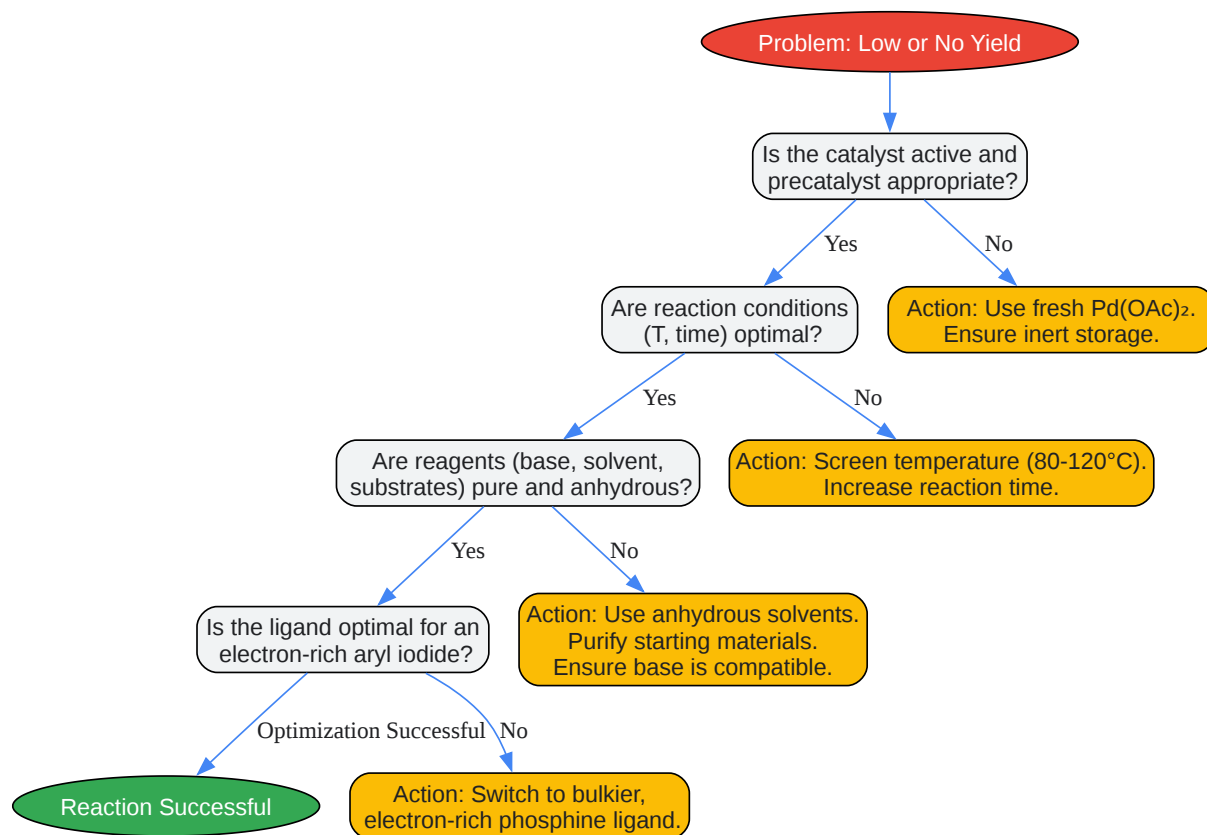 Problem: Low or No Yield
Is the catalyst active and
precatalyst appropriate?
Yes
No
Are reaction conditions
(T, time) optimal?
Action: Use fresh Pd(OAc)₂.
Ensure inert storage.
Yes
No
Are reagents (base, solvent,
substrates) pure and anhydrous?
Action: Screen temperature (80-120°C).
Increase reaction time.
Yes
No
Is the ligand optimal for an
electron-rich aryl iodide?
Action: Use anhydrous solvents.
Purify starting materials.
Ensure base is compatible.
Optimization Successful
No
Reaction Successful
Action: Switch to bulkier,
electron-rich phosphine ligand.